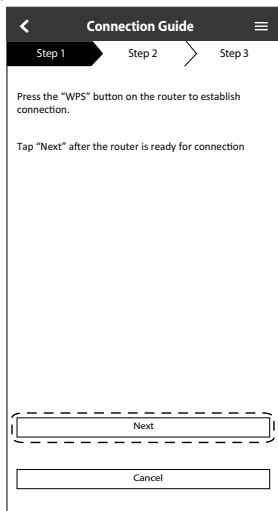 Connection Guide
Step 1
Step 2
Step 3
Press the “WPS” button on the router to establish
connection.
Tap “Next” after the router is ready for connection
Next
Cancel